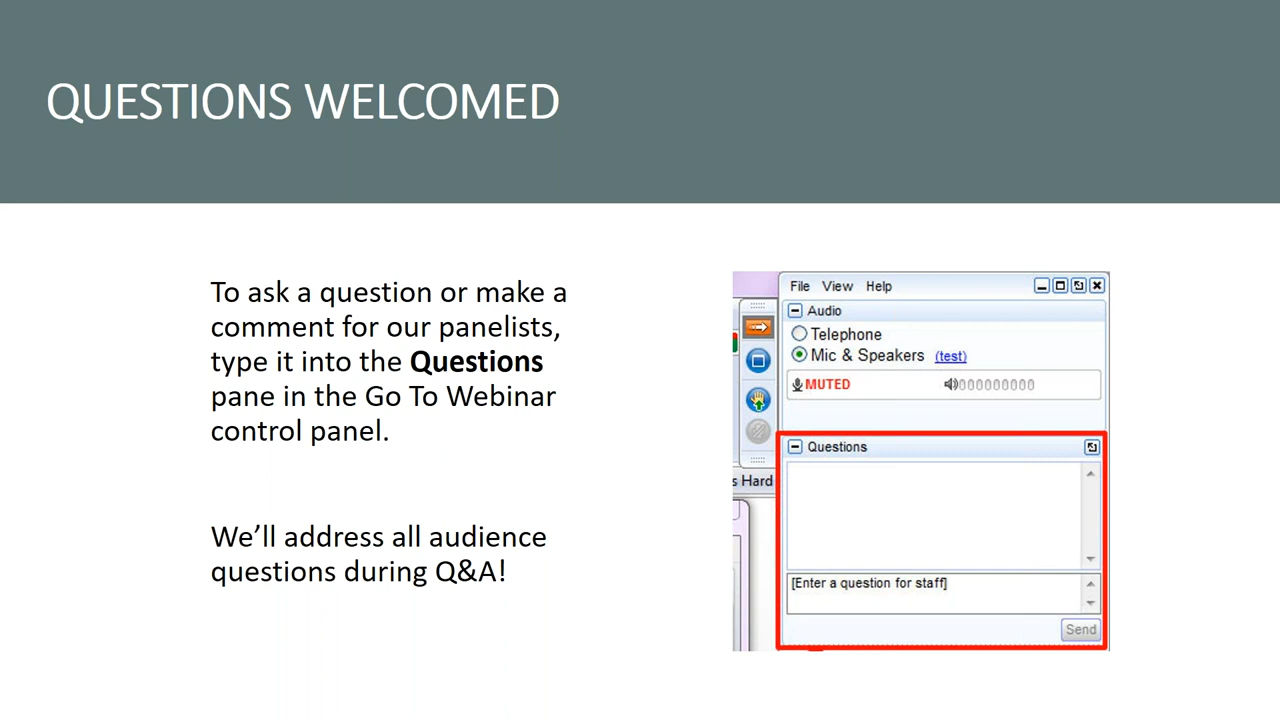 QUESTIONS WELCOMED
To ask a question or make a
comment for our panelists,
type it into the Questions
pane in the Go To Webinar
control panel.
We’ll address all audience
questions during Q&A!
File View Help
Audio
Telephone
Mic & Speakers (test)
MUTED 000000000
Questions
s Hard
[Enter a question for staff]
Send